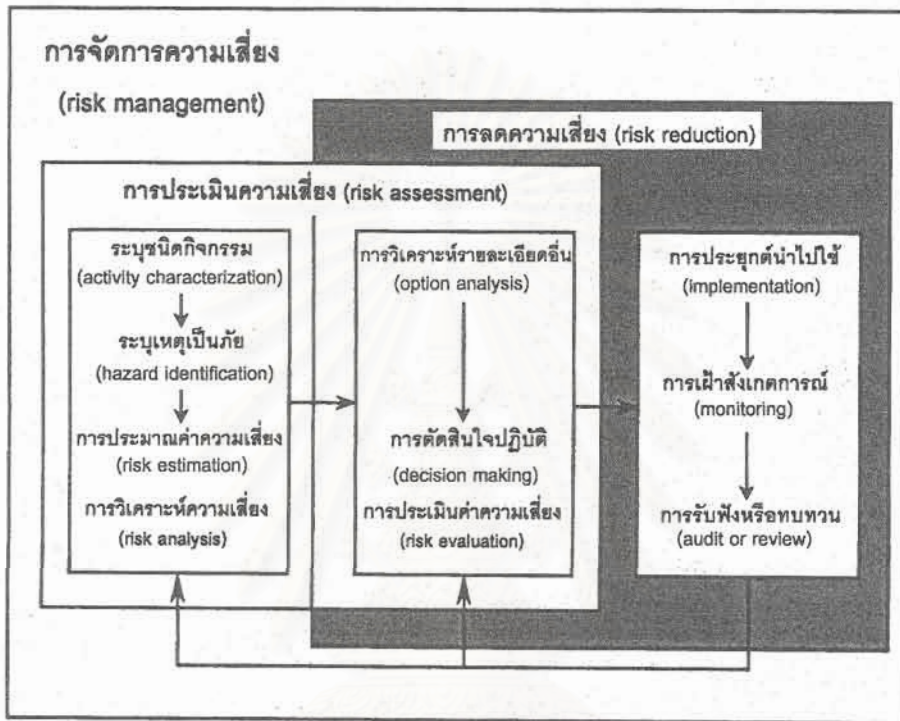 การจัดการความเสี่ยง
(risk management)
การลดความเสี่ยง (risk reduction)
การประเมินความเสี่ยง (risk assessment)
ระบุชนิดกิจกรรม
(activity characterization)
ระบุเหตุเป็นภัย
(hazard identification)
การประมาณค่าความเสี่ยง
(risk estimation)
การวิเคราะห์ความเสี่ยง
(risk analysis)
การวิเคราะห์รายละเอียดอื่น
(option analysis)
การตัดสินใจปฏิบัติ
(decision making)
การประเมินค่าความเสี่ยง
(risk evaluation)
การประยุกต์นำไปใช้
(implementation)
การเฝ้าสังเกตการณ์
(monitoring)
การรับฟังหรือทบทวน
(audit or review)